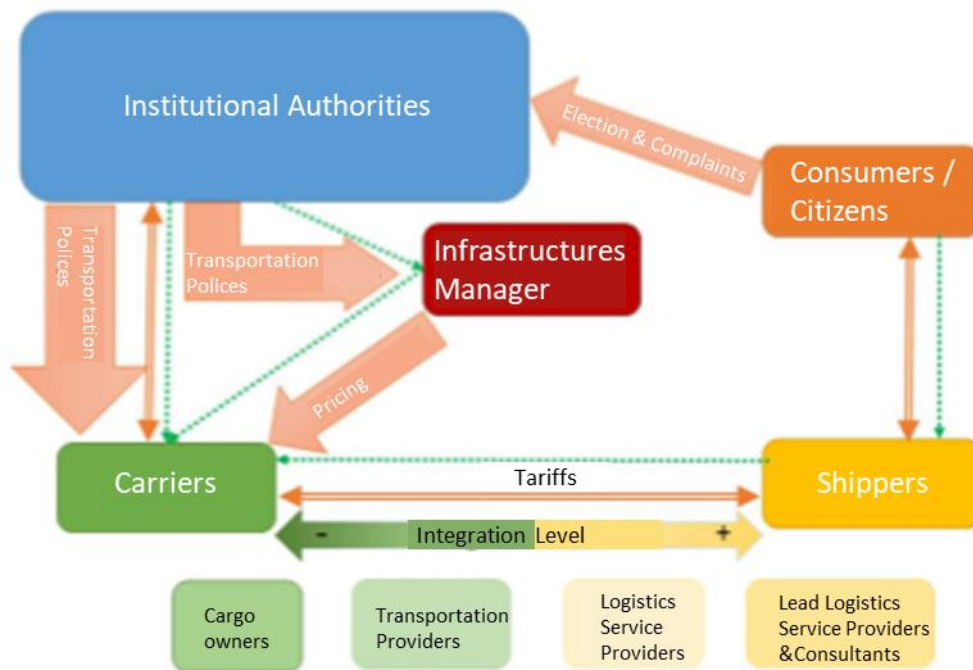 Institutional Authorities
Election & Complaints
Consumers /
Citizens
Transportation
Polices
Transportation
Polices
Infrastructures
Manager
Pricing
Carriers
Tariffs
Shippers
-
Integration Level
+
Cargo
owners
Transportation
Providers
Logistics
Service
Providers
Lead Logistics
Service Providers
&Consultants